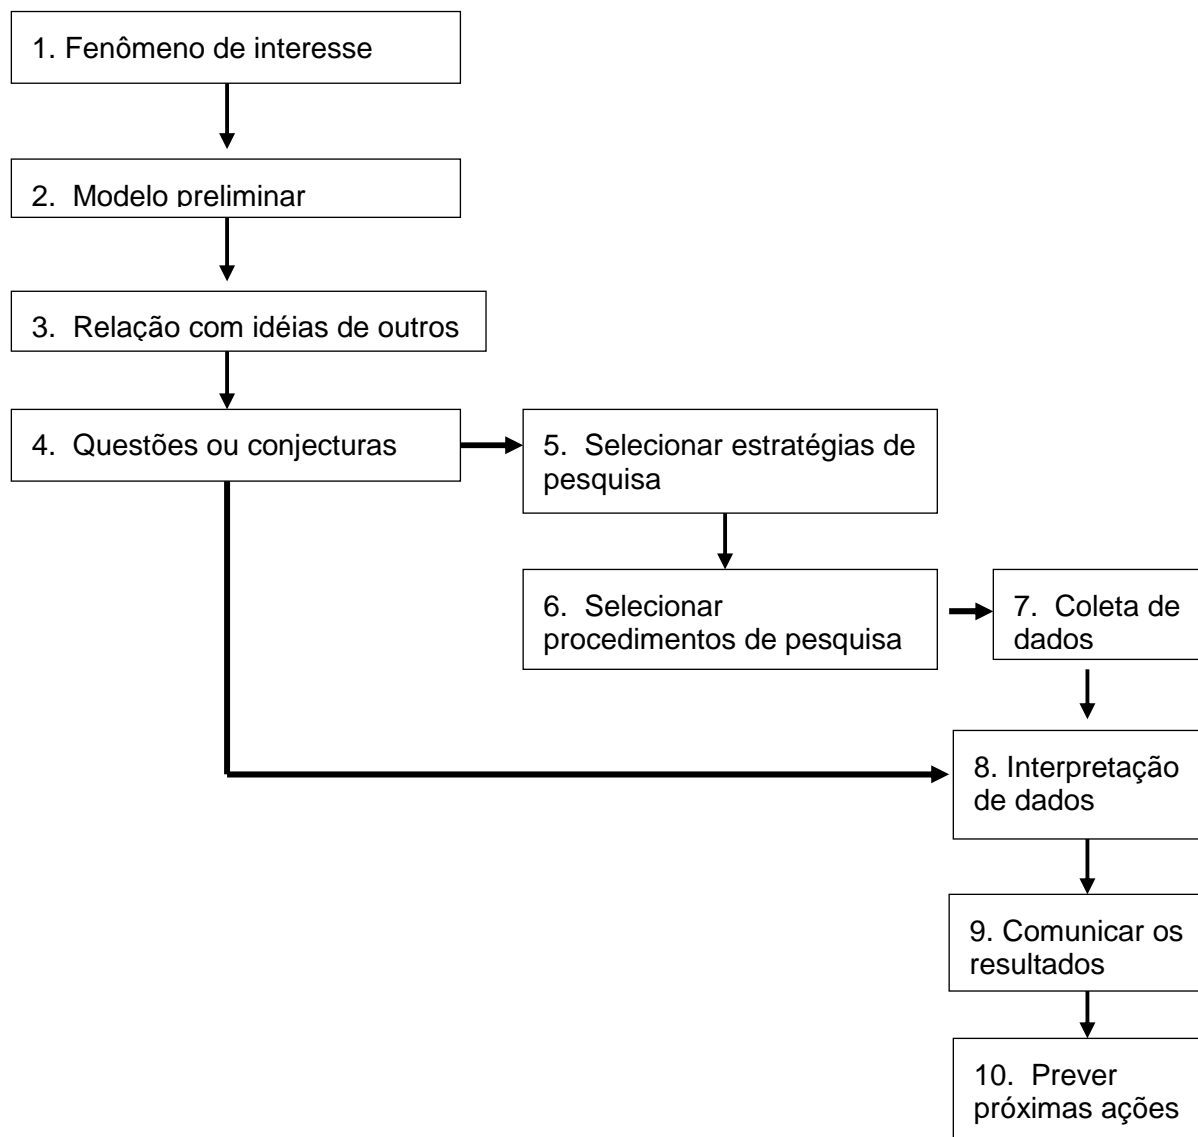 1. Fenômeno de interesse
2. Modelo preliminar
3. Relação com idéias de outros
4. Questões ou conjecturas
5. Selecionar estratégias de
pesquisa
6. Selecionar
procedimentos de pesquisa
7. Coleta de
dados
8. Interpretação
de dados
9. Comunicar os
resultados
10. Prever
próximas ações